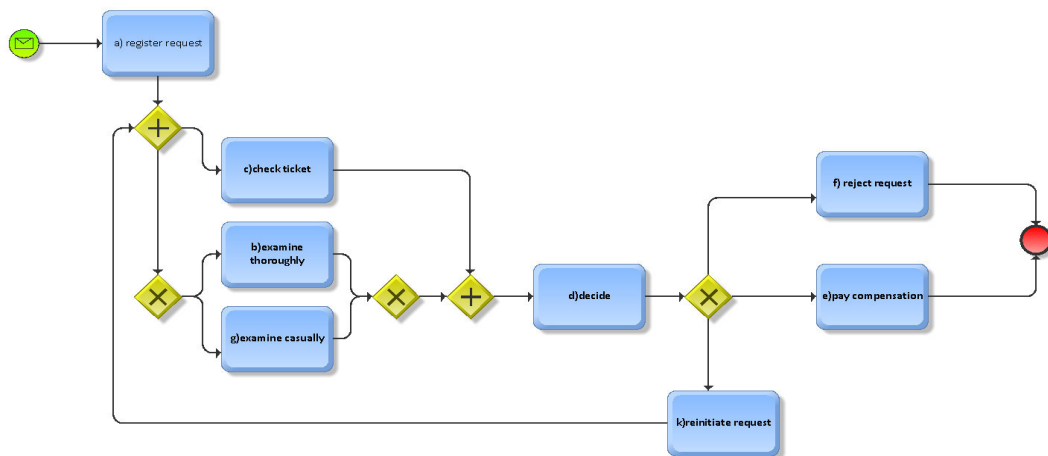 a) register request
c)check ticket
b)examine
thoroughly
g)examine casually
d)decide
f) reject request
e)pay compensation
k)reinitiate request